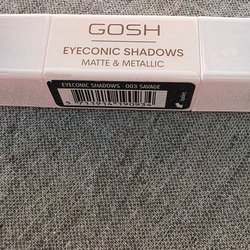 GOSH
EYECONIC SHADOWS
MATTE & METALLIC
EYECONIC SHADOWS - 003 SAVAGE